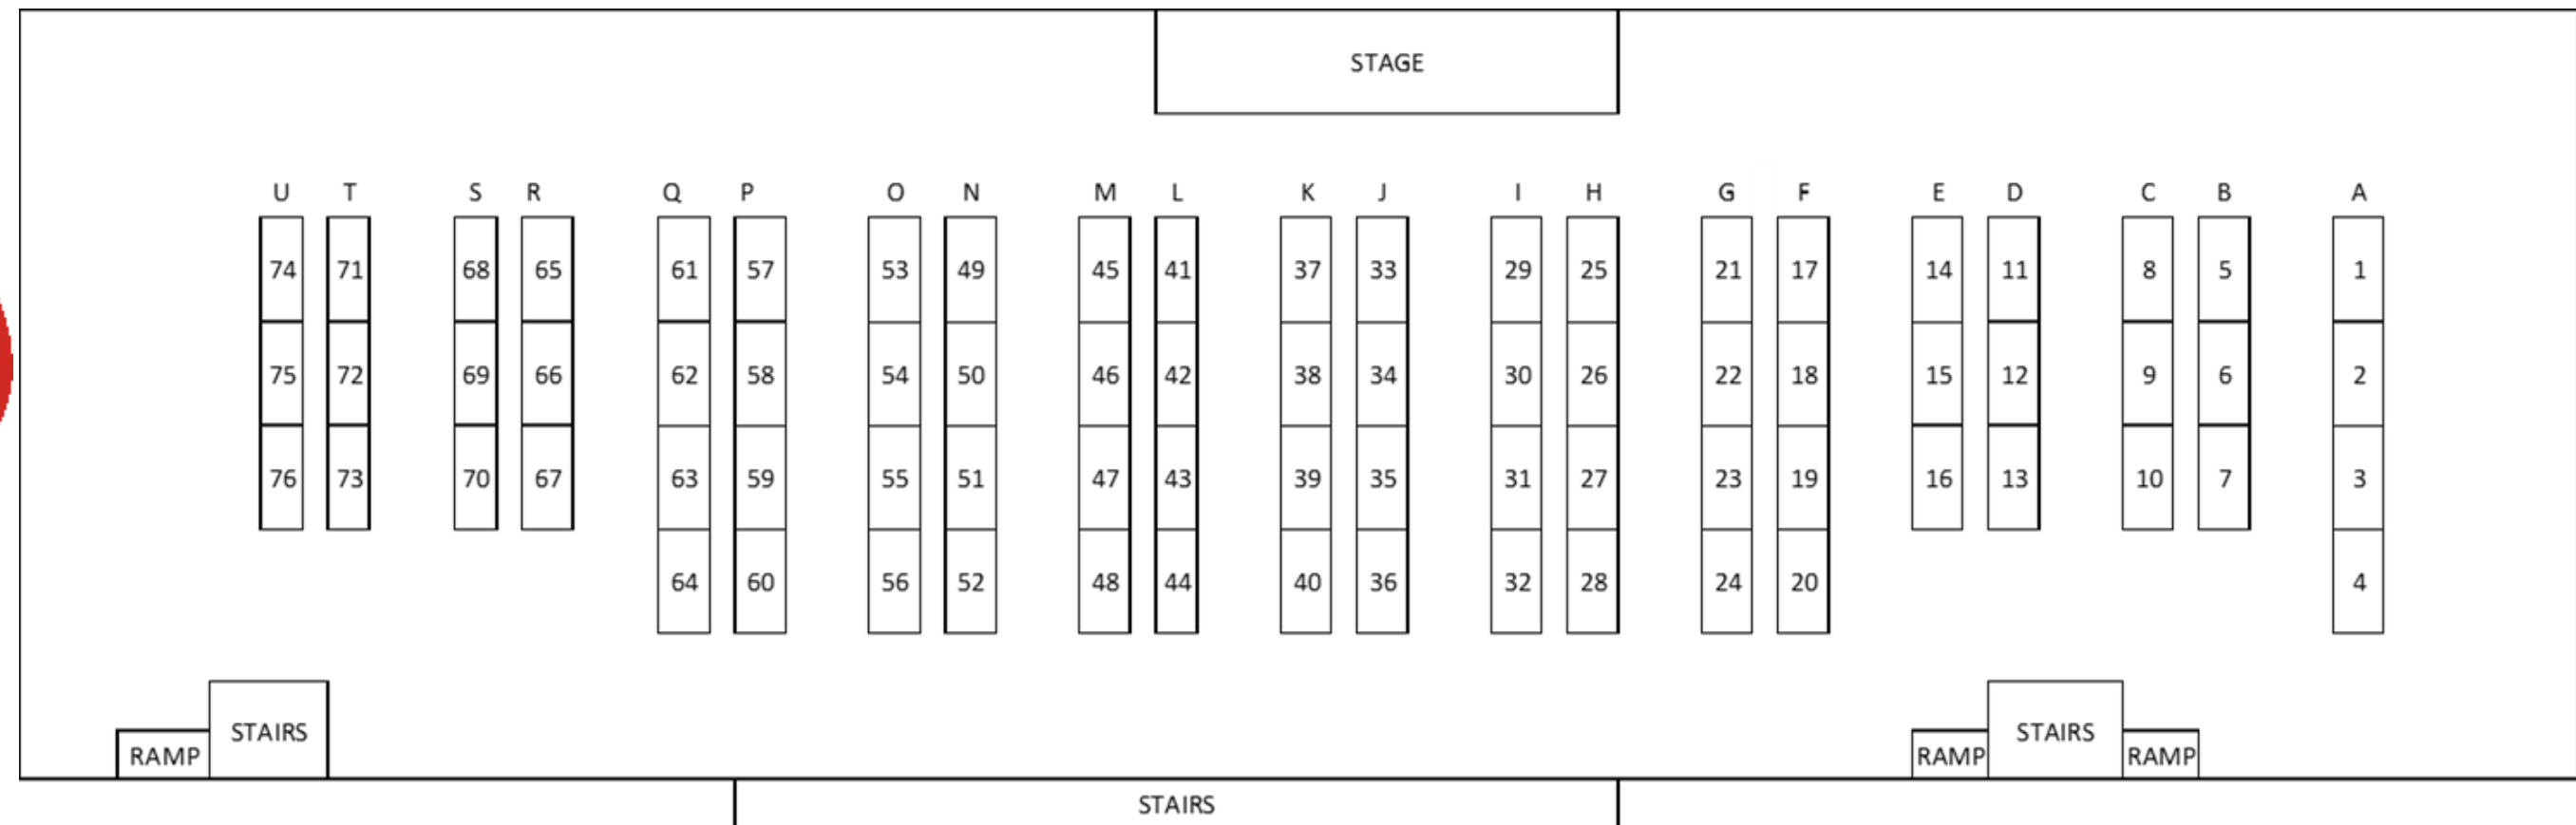 STAGE
U T S R Q P O N M L K J I H G F E D C B A
74 71 68 65 61 57 53 49 45 41 37 33 29 25 21 17 14 11 8 5 1
75 72 69 66 62 58 54 50 46 42 38 34 30 26 22 18 15 12 9 6 2
76 73 70 67 63 59 55 51 47 43 39 35 31 27 23 19 16 13 10 7 3
64 60 56 52 48 44 40 36 32 28 24 20 4
STAIRS STAIRS
RAMP RAMP RAMP
STAIRS